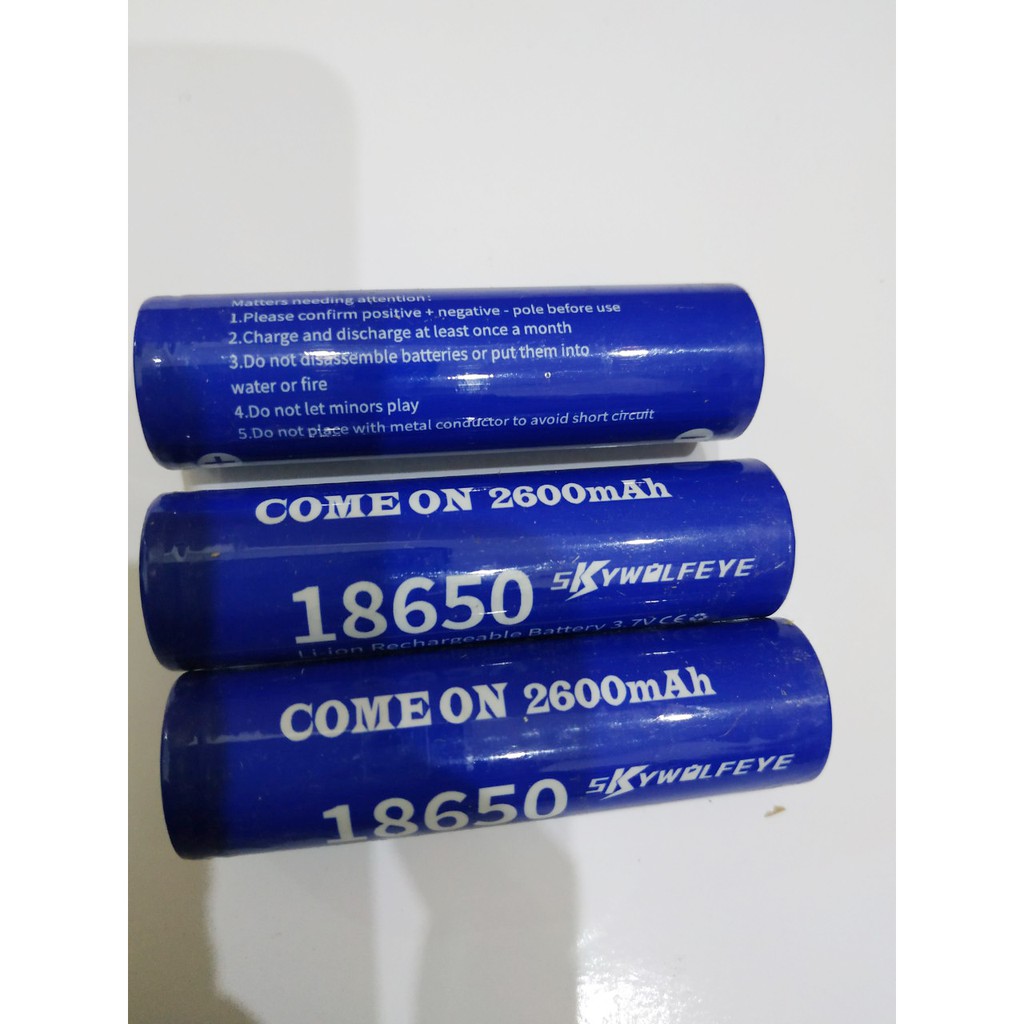 Matters needing attention:
1.Please confirm positive + negative - pole before use
2.Charge and discharge at least once a month
3.Do not disassemble batteries or put them into
water or fire
4.Do not let minors play
5.Do not place with metal conductor to avoid short circuit
+ −
COME ON 2600mAh
SKYWOLFEYE
18650
Li-ion Rechargeable Battery 3.7V CE
COME ON 2600mAh
SKYWOLFEYE
18650